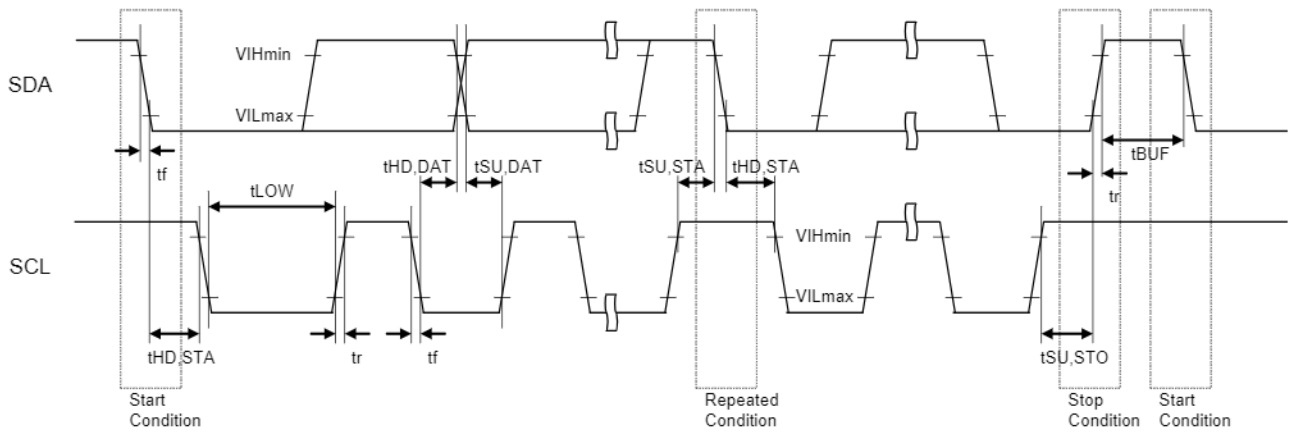 VIHmin
SDA
VILmax
tHD,DAT
tSU,DAT
tSU,STA
tHD,STA
tBUF
tf
tLOW
tr
VIHmin
SCL
VILmax
tHD,STA
tr
tf
tSU,STO
Start
Condition
Repeated
Condition
Stop
Condition
Start
Condition